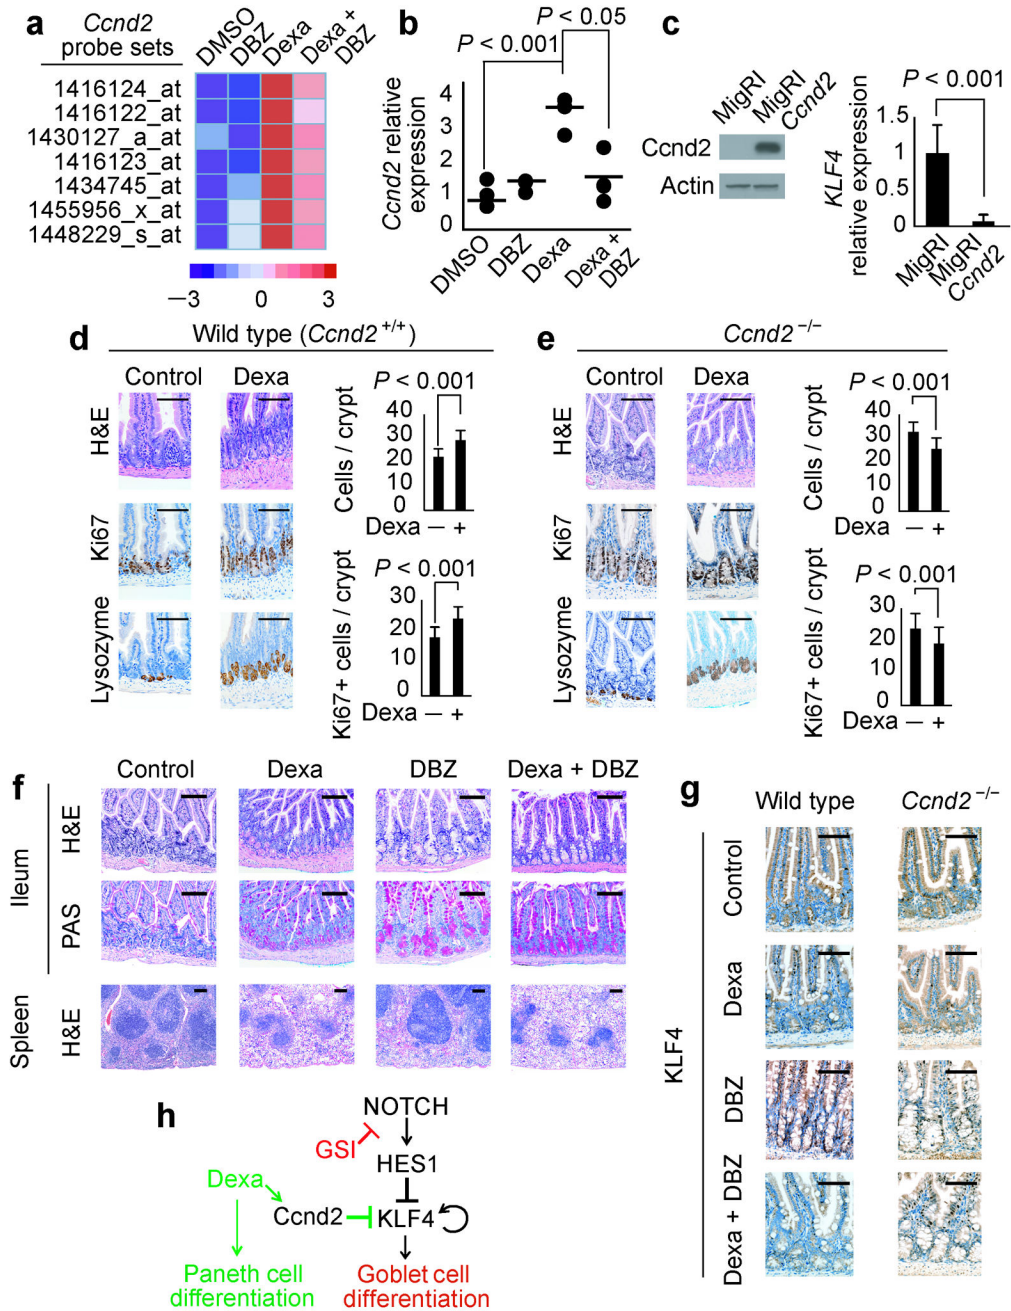 a
Ccnd2
probe sets
DMSO
DBZ
Dexa
Dexa +
DBZ
1416124_at
1416122_at
1430127_a_at
1416123_at
1434745_at
1455956_x_at
1448229_s_at
−3 0 3
b
P < 0.05
P < 0.001
Ccnd2 relative
expression
4
3
2
1
0
DMSO
DBZ
Dexa
Dexa +
DBZ
c
MigRI
MigRI
Ccnd2
Ccnd2
Actin
P < 0.001
KLF4
relative expression
1.5
1
0.5
0
MigRI
MigRI
Ccnd2
d
Wild type (Ccnd2 +/+)
Control Dexa
H&E
Ki67
Lysozyme
P < 0.001
Cells / crypt
40
30
20
10
0
Dexa − +
P < 0.001
Ki67+ cells / crypt
30
20
10
0
Dexa − +
e
Ccnd2 −/−
Control Dexa
H&E
Ki67
Lysozyme
P < 0.001
Cells / crypt
40
30
20
10
0
Dexa − +
P < 0.001
Ki67+ cells / crypt
30
20
10
0
Dexa − +
f
Control Dexa DBZ Dexa + DBZ
Ileum
H&E
PAS
Spleen
H&E
g
Wild type Ccnd2 −/−
KLF4
Control
Dexa
DBZ
Dexa + DBZ
h
NOTCH
GSI
HES1
Dexa
Ccnd2 KLF4
Paneth cell
differentiation
Goblet cell
differentiation